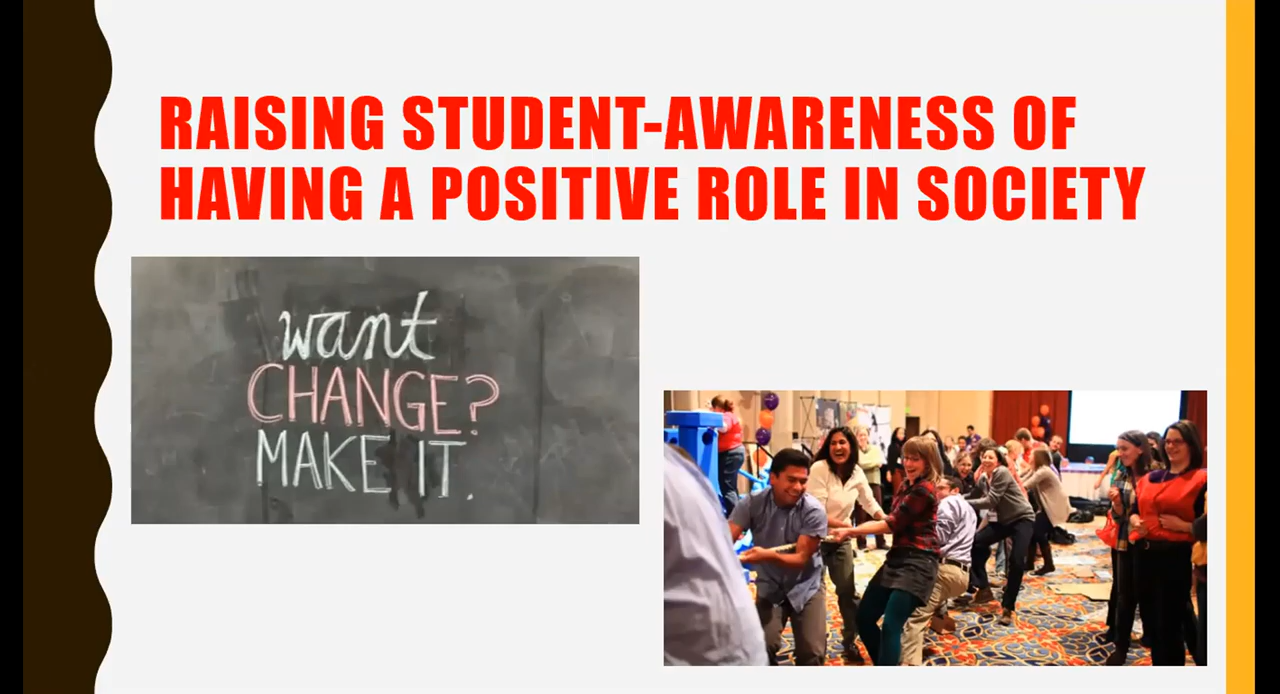 RAISING STUDENT-AWARENESS OF
HAVING A POSITIVE ROLE IN SOCIETY
want
CHANGE?
MAKE IT.